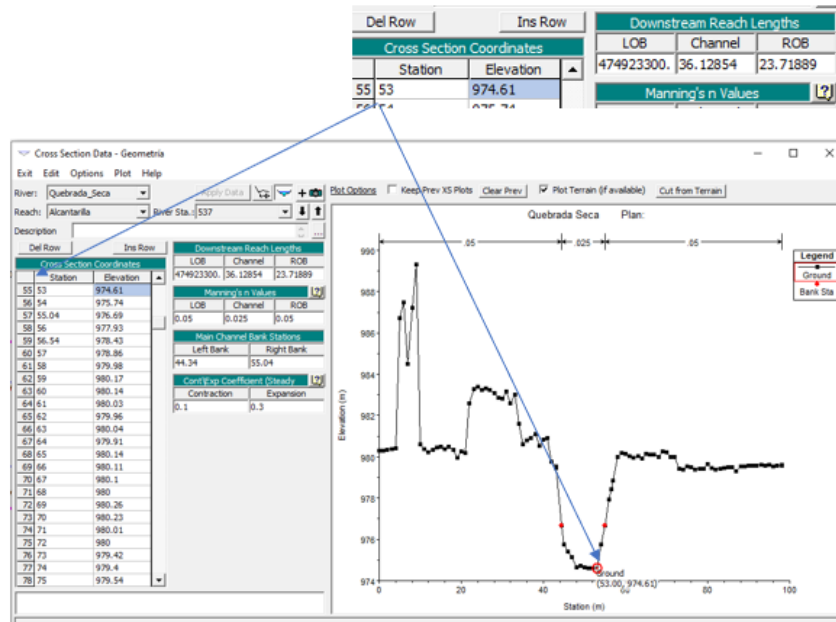 Del Row Ins Row Downstream Reach Lengths
Cross Section Coordinates LOB Channel ROB
Station Elevation 474923300. 36.12854 23.71889
55 53 974.61 Manning's n Values
Cross Section Data - Geometría
Exit Edit Options Plot Help
River: Quebrada_Seca Apply Data
Reach: Alcantarilla River Sta.: 537
Description
Del Row Ins Row
Cross Section Coordinates
Station Elevation
55 53 974.61
56 54 975.74
57 55.04 976.69
58 56 977.93
59 56.54 978.43
60 57 978.86
61 58 979.98
62 59 980.17
63 60 980.14
64 61 980.03
65 62 979.96
66 63 980.04
67 64 979.91
68 65 980.14
69 66 980.11
70 67 980.1
71 68 980
72 69 980.26
73 70 980.23
74 71 980.01
75 72 980
76 73 979.42
77 74 979.4
78 75 979.54
Downstream Reach Lengths
LOB Channel ROB
474923300. 36.12854 23.71889
Manning's n Values
LOB Channel ROB
0.05 0.025 0.05
Main Channel Bank Stations
Left Bank Right Bank
44.34 55.04
Cont\Exp Coefficient (Steady
Contraction Expansion
0.1 0.3
Plot Options Keep Prev XS Plots Clear Prev Plot Terrain (if available) Cut from Terrain
Quebrada Seca Plan:
.05 .025 .05
Legend
Ground
Bank Sta
990
988
986
984
982
980
978
976
974
Elevation (m)
Ground
(53.00, 974.61)
0 20 40 80 100
Station (m)